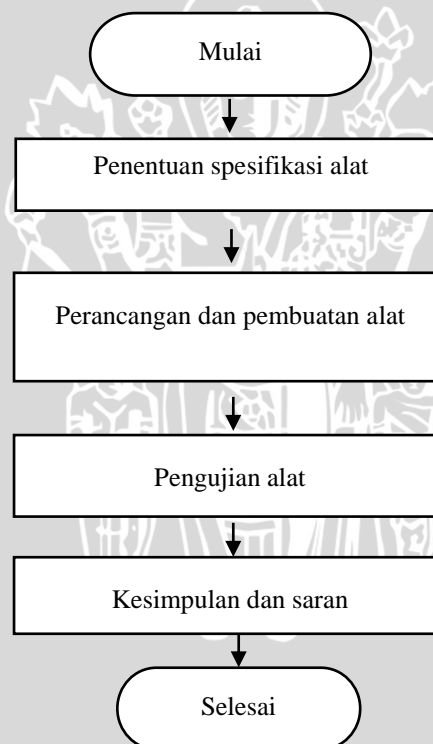 Mulai
Penentuan spesifikasi alat
Perancangan dan pembuatan alat
Pengujian alat
Kesimpulan dan saran
Selesai